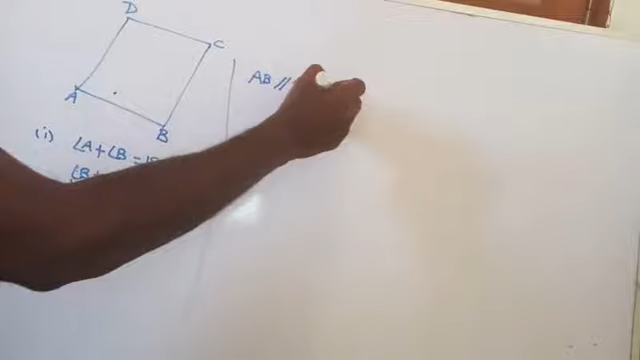 D
C
A
B
AB //
(i) ∠A + ∠B =
∠B +